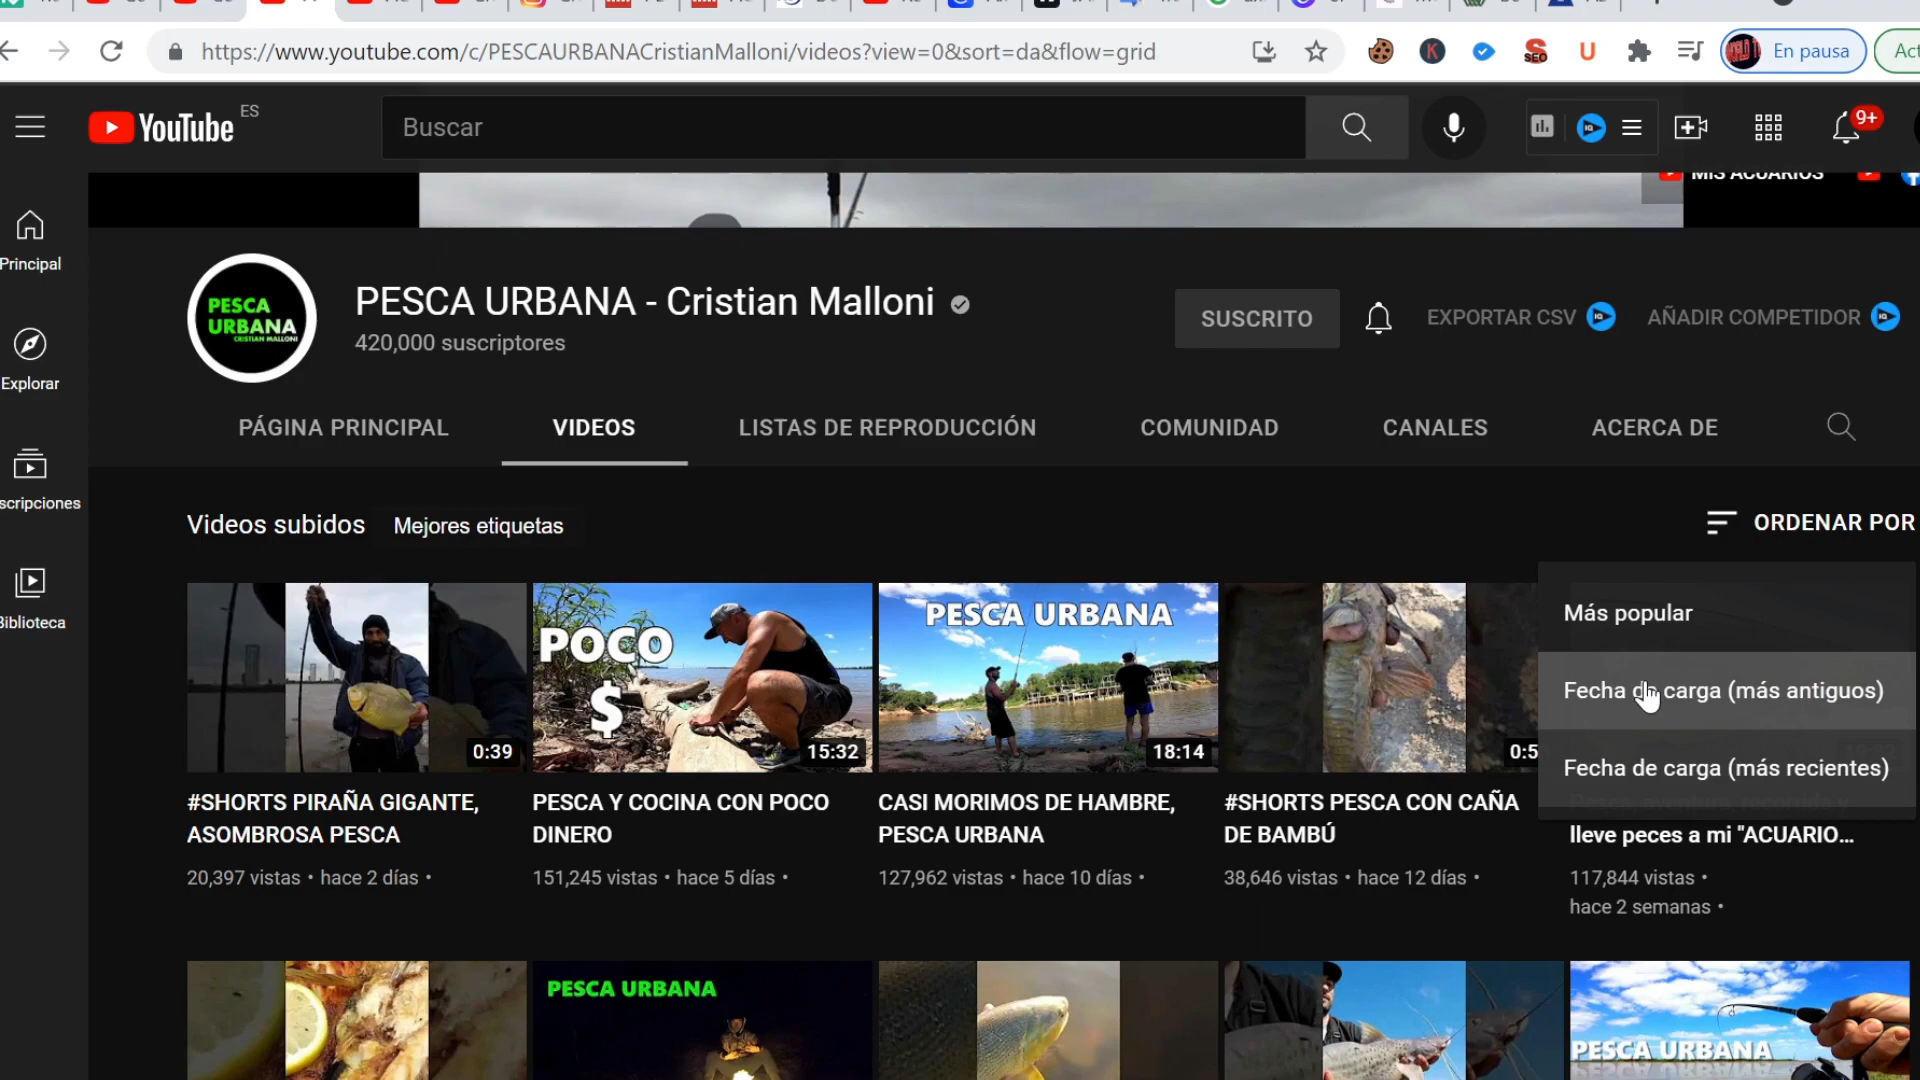 https://www.youtube.com/c/PESCAURBANACristianMalloni/videos?view=0&sort=da&flow=grid
SEO
K
U
En pausa
YouTube ES
Buscar
9+
MIS ACUARIOS
Principal
Explorar
scripciones
Biblioteca
PESCA
URBANA
CRISTIAN MALLONI
PESCA URBANA - Cristian Malloni
420,000 suscriptores
SUSCRITO
EXPORTAR CSV
AÑADIR COMPETIDOR
PÁGINA PRINCIPAL
VIDEOS
LISTAS DE REPRODUCCIÓN
COMUNIDAD
CANALES
ACERCA DE
Videos subidos
Mejores etiquetas
ORDENAR POR
Más popular
Fecha de carga (más antiguos)
Fecha de carga (más recientes)
0:39
#SHORTS PIRAÑA GIGANTE,
ASOMBROSA PESCA
20,397 vistas • hace 2 días •
POCO
$
15:32
PESCA Y COCINA CON POCO
DINERO
151,245 vistas • hace 5 días •
PESCA URBANA
18:14
CASI MORIMOS DE HAMBRE,
PESCA URBANA
127,962 vistas • hace 10 días •
0:5
#SHORTS PESCA CON CAÑA
DE BAMBÚ
38,646 vistas • hace 12 días •
lleve peces a mi "ACUARIO...
117,844 vistas •
hace 2 semanas •
PESCA URBANA
PESCA URBANA